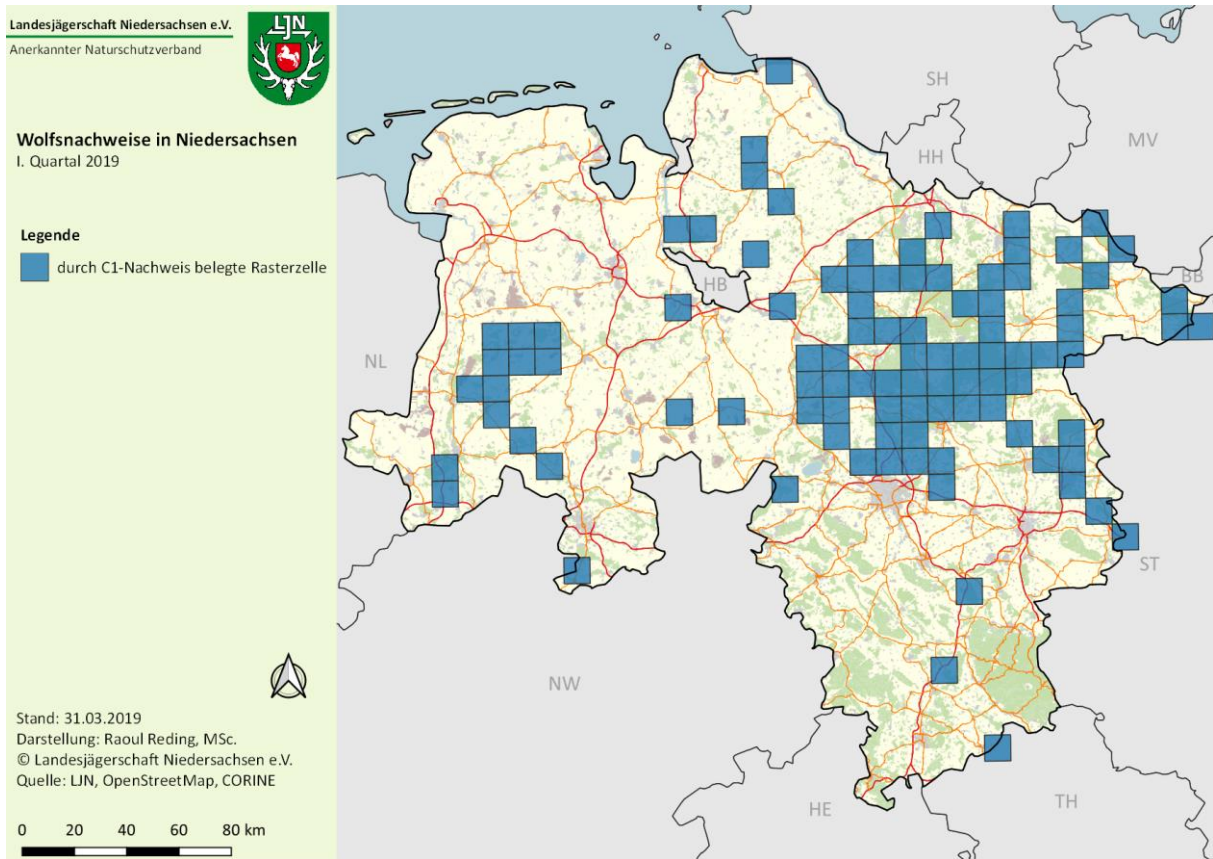 Landesjägerschaft Niedersachsen e.V.
Anerkannter Naturschutzverband
LJN
Wolfsnachweise in Niedersachsen
I. Quartal 2019
Legende
durch C1-Nachweis belegte Rasterzelle
SH
MV
HH
HB
BB
NL
ST
NW
HE
TH
Stand: 31.03.2019
Darstellung: Raoul Reding, MSc.
© Landesjägerschaft Niedersachsen e.V.
Quelle: LJN, OpenStreetMap, CORINE
0 20 40 60 80 km